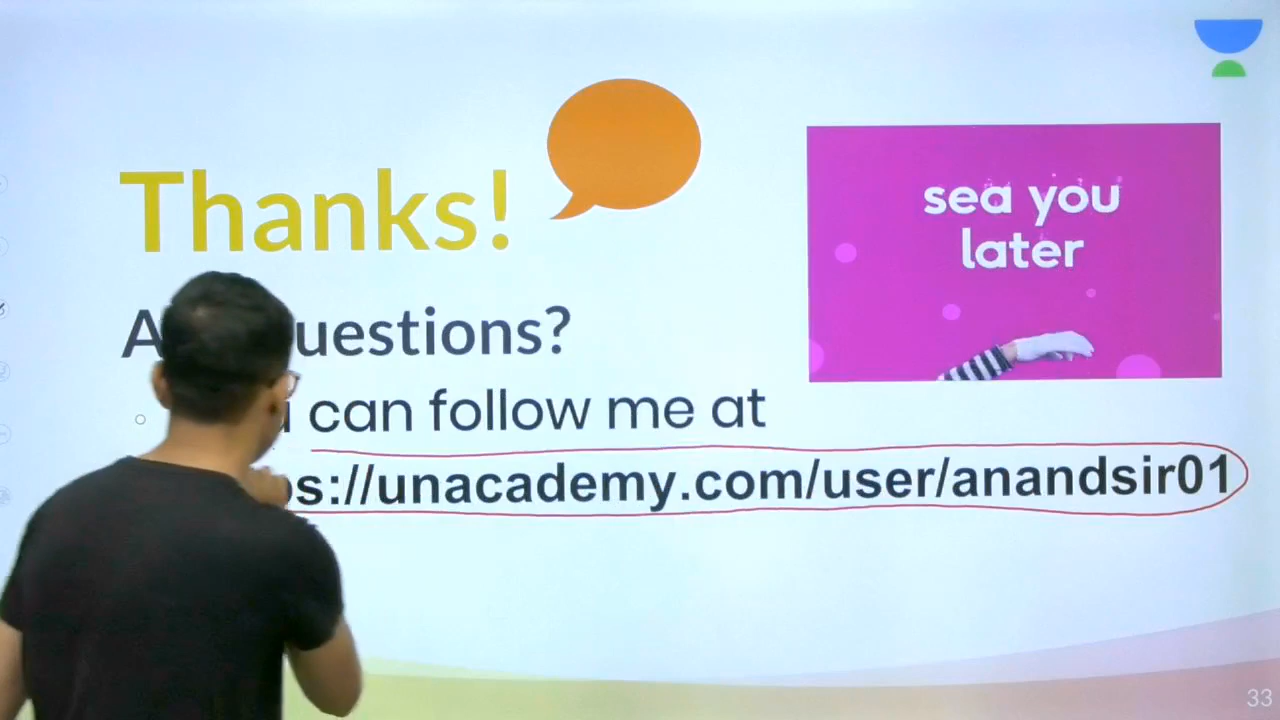 Thanks!
uestions?
can follow me at
s://unacademy.com/user/anandsir01
sea you
later
33